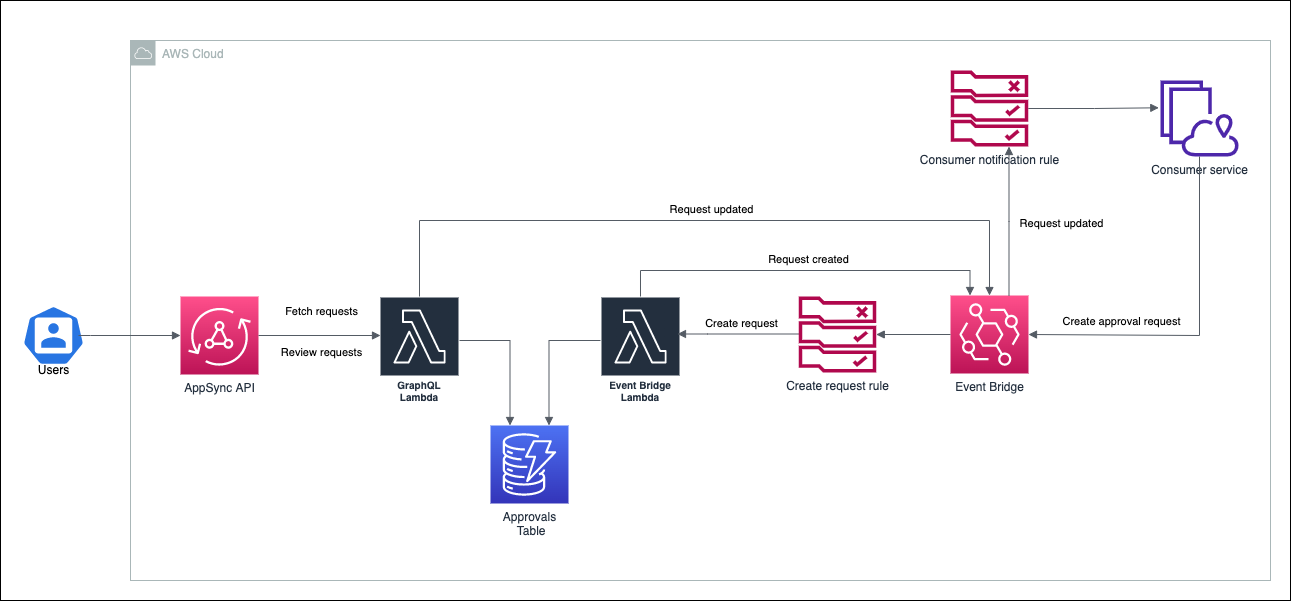 AWS Cloud
Consumer notification rule
Consumer service
Request updated
Request updated
Request created
Fetch requests
Review requests
Create request
Create approval request
Users
AppSync API
GraphQL
Lambda
Event Bridge
Lambda
Create request rule
Event Bridge
Approvals
Table